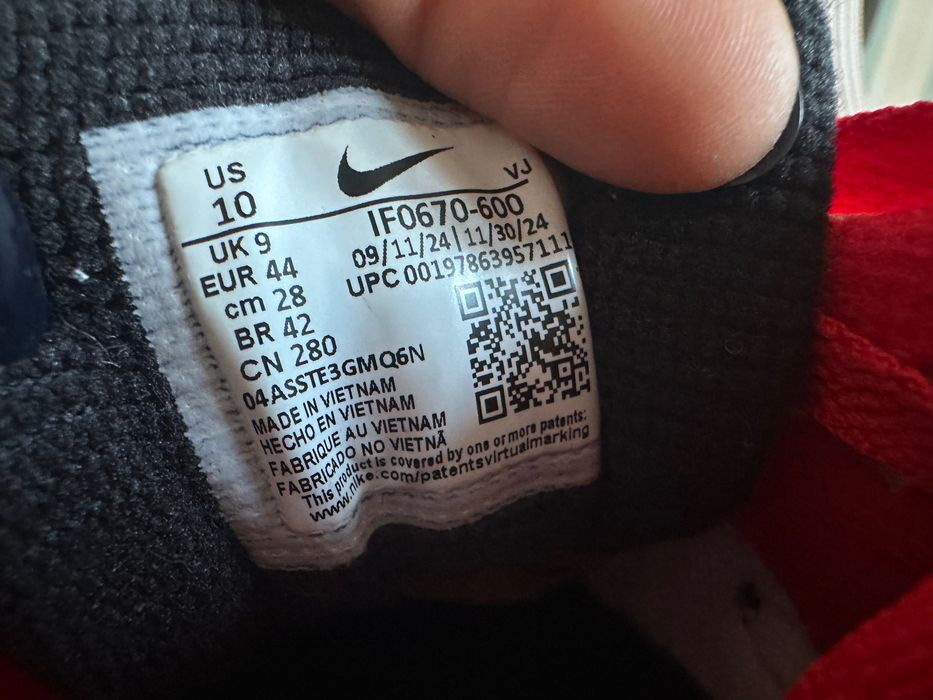 US
10
VJ
UK 9
EUR 44
cm 28
BR 42
CN 280
IF0670-600
09/11/24|11/30/24
UPC 00197863957111
04ASSTE3GMQ6N
MADE IN VIETNAM
HECHO EN VIETNAM
FABRIQUE AU VIETNAM
FABRICADO NO VIETNÃ
This product is covered by one or more patents:
www.nike.com/patentsvirtualmarking